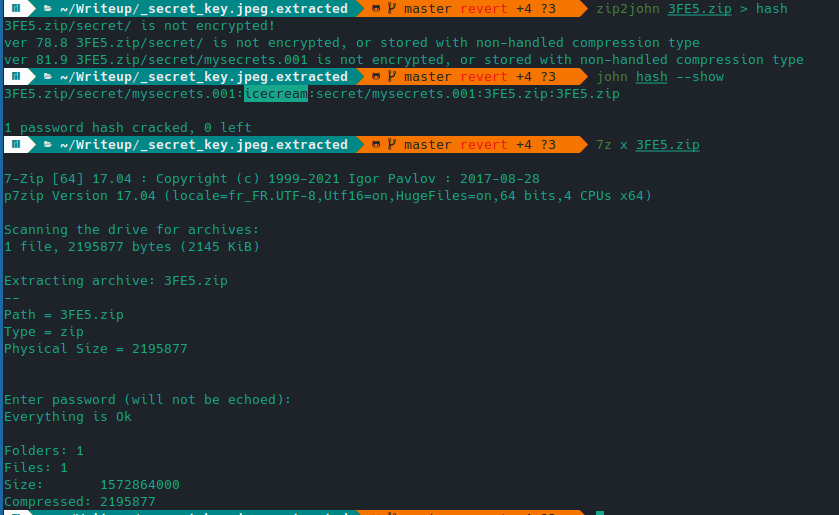 ~/Writeup/_secret_key.jpeg.extracted master revert +4 ?3 zip2john 3FE5.zip > hash
3FE5.zip/secret/ is not encrypted!
ver 78.8 3FE5.zip/secret/ is not encrypted, or stored with non-handled compression type
ver 81.9 3FE5.zip/secret/mysecrets.001 is not encrypted, or stored with non-handled compression type
~/Writeup/_secret_key.jpeg.extracted master revert +4 ?3 john hash --show
3FE5.zip/secret/mysecrets.001:icecream:secret/mysecrets.001:3FE5.zip:3FE5.zip
1 password hash cracked, 0 left
~/Writeup/_secret_key.jpeg.extracted master revert +4 ?3 7z x 3FE5.zip
7-Zip [64] 17.04 : Copyright (c) 1999-2021 Igor Pavlov : 2017-08-28
p7zip Version 17.04 (locale=fr_FR.UTF-8,Utf16=on,HugeFiles=on,64 bits,4 CPUs x64)
Scanning the drive for archives:
1 file, 2195877 bytes (2145 KiB)
Extracting archive: 3FE5.zip
--
Path = 3FE5.zip
Type = zip
Physical Size = 2195877
Enter password (will not be echoed):
Everything is Ok
Folders: 1
Files: 1
Size: 1572864000
Compressed: 2195877